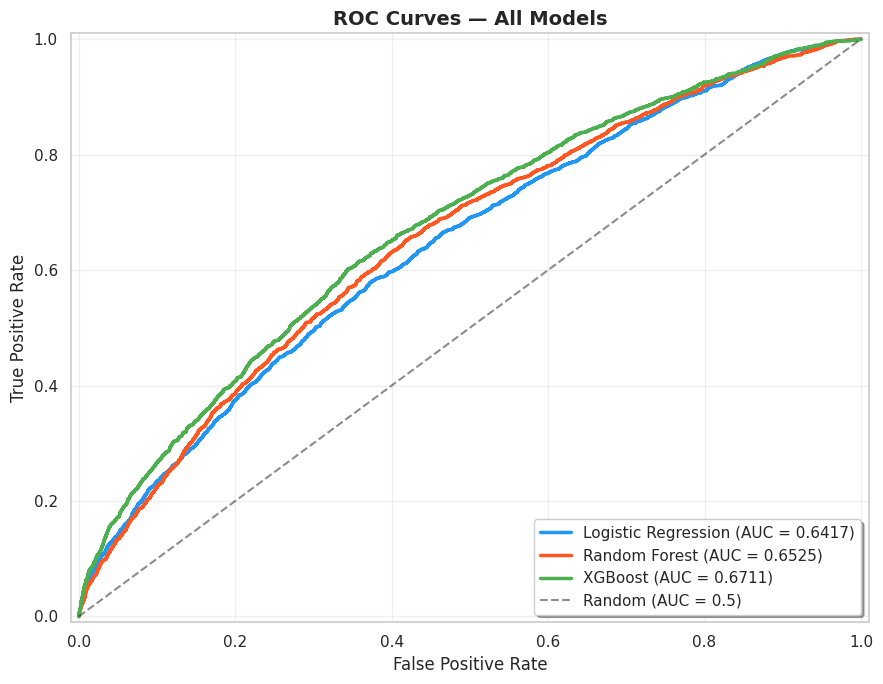 ROC Curves — All Models
True Positive Rate
1.0
0.8
0.6
0.4
0.2
0.0
0.0 0.2 0.4 0.6 0.8 1.0
False Positive Rate
Logistic Regression (AUC = 0.6417)
Random Forest (AUC = 0.6525)
XGBoost (AUC = 0.6711)
Random (AUC = 0.5)